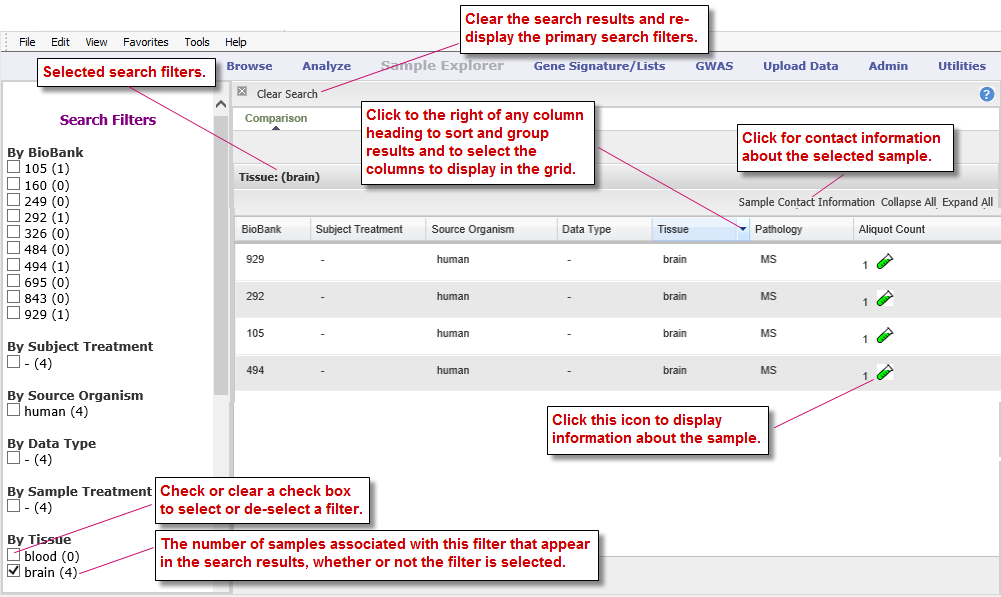 Clear the search results and re-
display the primary search filters.
File Edit View Favorites Tools Help
Browse Analyze Sample Explorer Gene Signature/Lists GWAS Upload Data Admin Utilities
Selected search filters.
Clear Search
?
Search Filters
Comparison
Click to the right of any column
heading to sort and group
results and to select the
columns to display in the grid.
Click for contact information
about the selected sample.
Tissue: (brain)
Sample Contact Information Collapse All Expand All
By BioBank
105 (1)
160 (0)
249 (0)
292 (1)
326 (0)
484 (0)
494 (1)
695 (0)
843 (0)
929 (1)
By Subject Treatment
- (4)
By Source Organism
human (4)
By Data Type
- (4)
By Sample Treatment
- (4)
By Tissue
blood (0)
brain (4)
BioBank Subject Treatment Source Organism Data Type Tissue Pathology Aliquot Count
929 - human - brain MS 1
292 - human - brain MS 1
105 - human - brain MS 1
494 - human - brain MS 1
Click this icon to display
information about the sample.
Check or clear a check box
to select or de-select a filter.
The number of samples associated with this filter that appear
in the search results, whether or not the filter is selected.